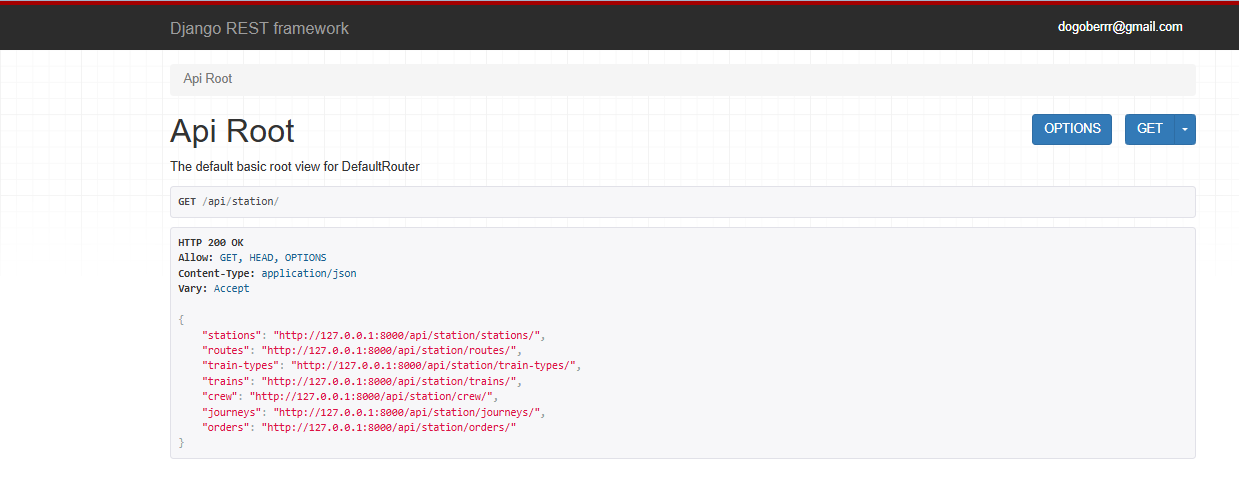 Django REST framework
dogoberrr@gmail.com
Api Root
Api Root
OPTIONS
GET
The default basic root view for DefaultRouter
GET /api/station/
HTTP 200 OK
Allow: GET, HEAD, OPTIONS
Content-Type: application/json
Vary: Accept
{
    "stations": "http://127.0.0.1:8000/api/station/stations/",
    "routes": "http://127.0.0.1:8000/api/station/routes/",
    "train-types": "http://127.0.0.1:8000/api/station/train-types/",
    "trains": "http://127.0.0.1:8000/api/station/trains/",
    "crew": "http://127.0.0.1:8000/api/station/crew/",
    "journeys": "http://127.0.0.1:8000/api/station/journeys/",
    "orders": "http://127.0.0.1:8000/api/station/orders/"
}